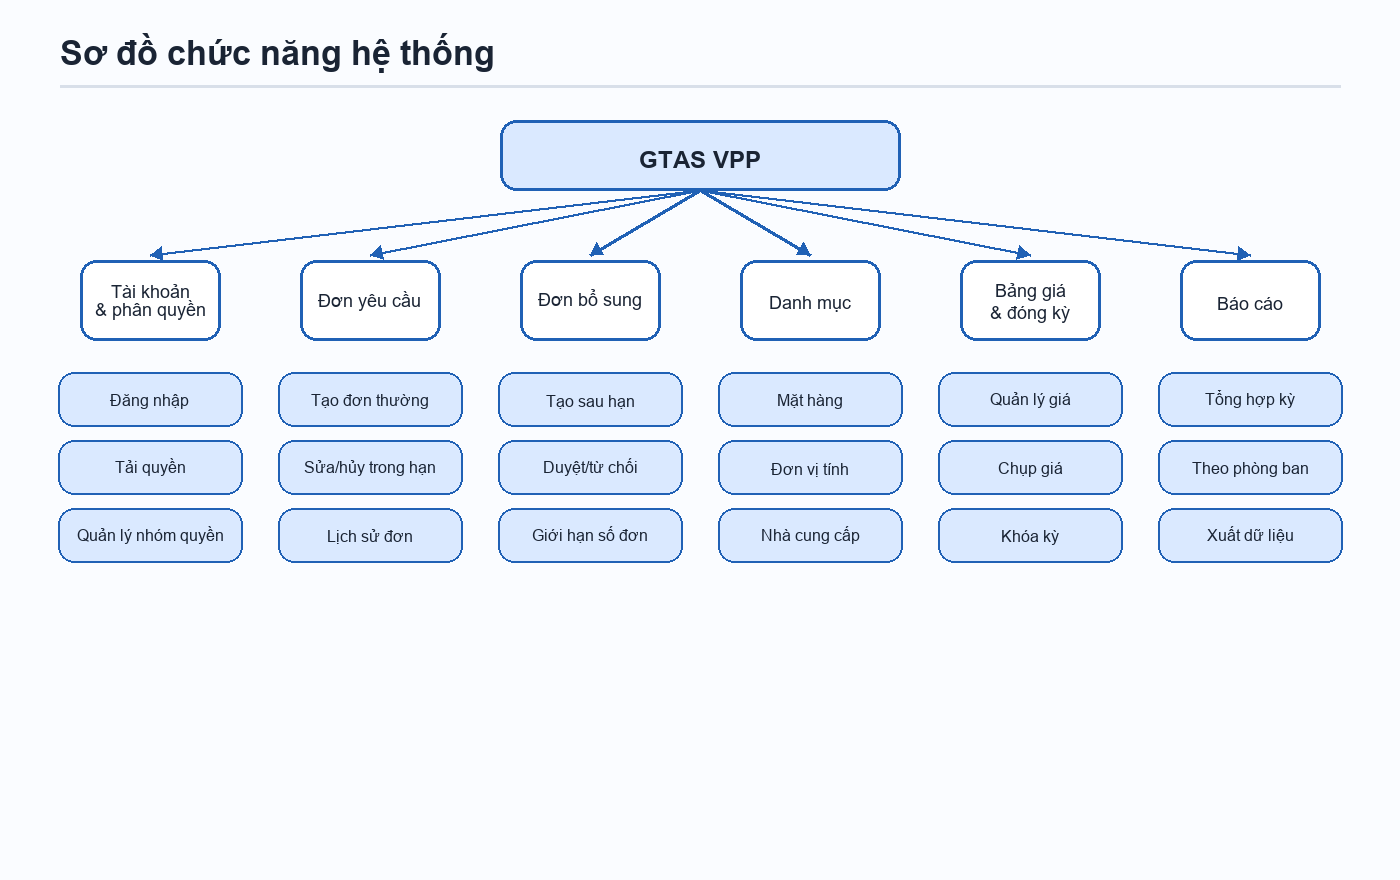 Sơ đồ chức năng hệ thống
GTAS VPP
Tài khoản
& phân quyền
Đơn yêu cầu
Đơn bổ sung
Danh mục
Bảng giá
& đóng kỳ
Báo cáo
Đăng nhập
Tạo đơn thường
Tạo sau hạn
Mặt hàng
Quản lý giá
Tổng hợp kỳ
Tải quyền
Sửa/hủy trong hạn
Duyệt/từ chối
Đơn vị tính
Chụp giá
Theo phòng ban
Quản lý nhóm quyền
Lịch sử đơn
Giới hạn số đơn
Nhà cung cấp
Khóa kỳ
Xuất dữ liệu